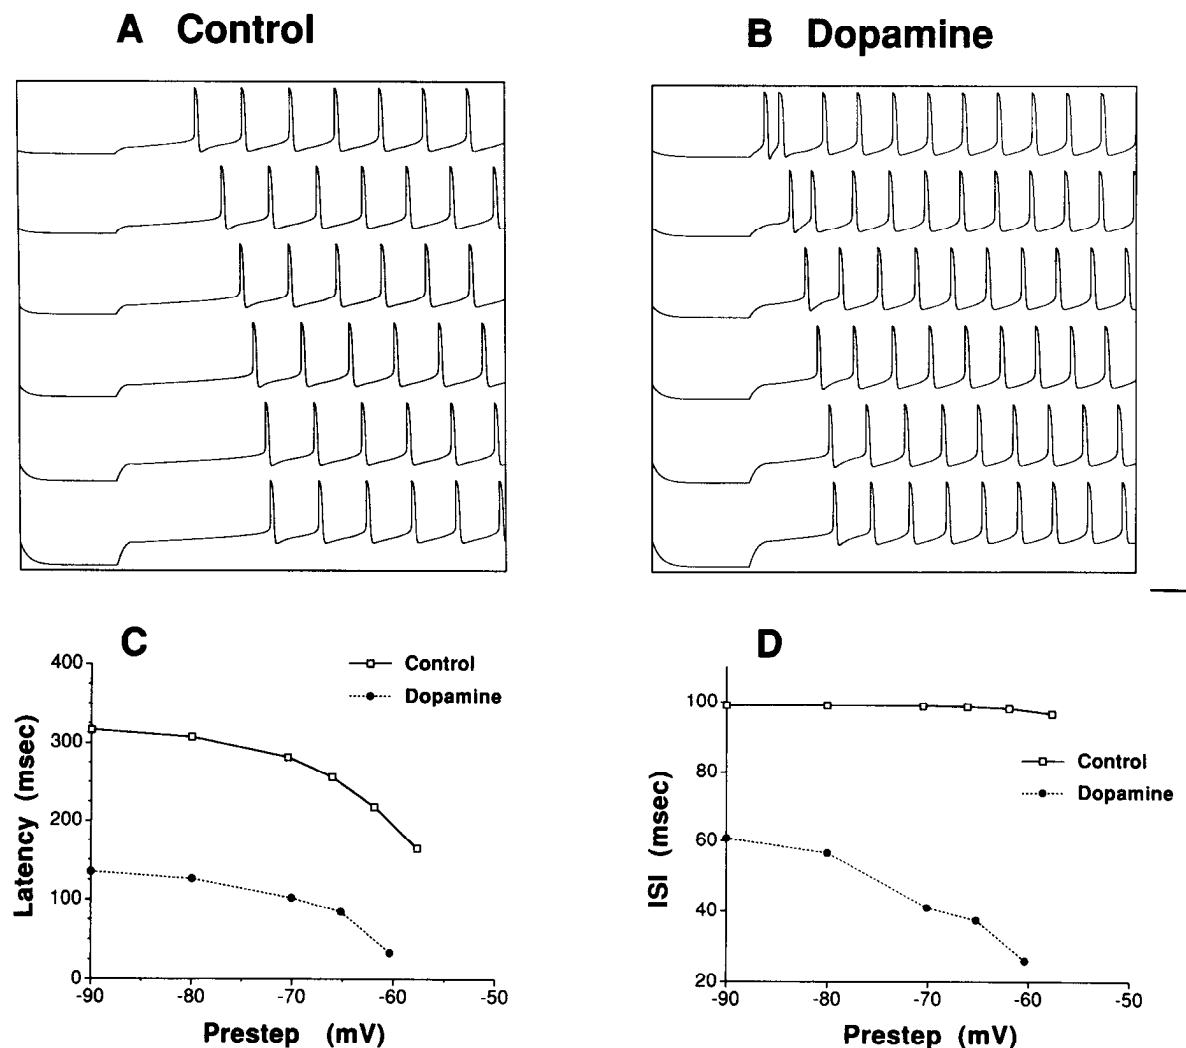 A Control
B Dopamine
C
400
300
200
100
0
-90 -80 -70 -60 -50
Latency (msec)
Prestep (mV)
Control
Dopamine
D
100
80
60
40
20
-90 -80 -70 -60 -50
ISI (msec)
Prestep (mV)
Control
Dopamine